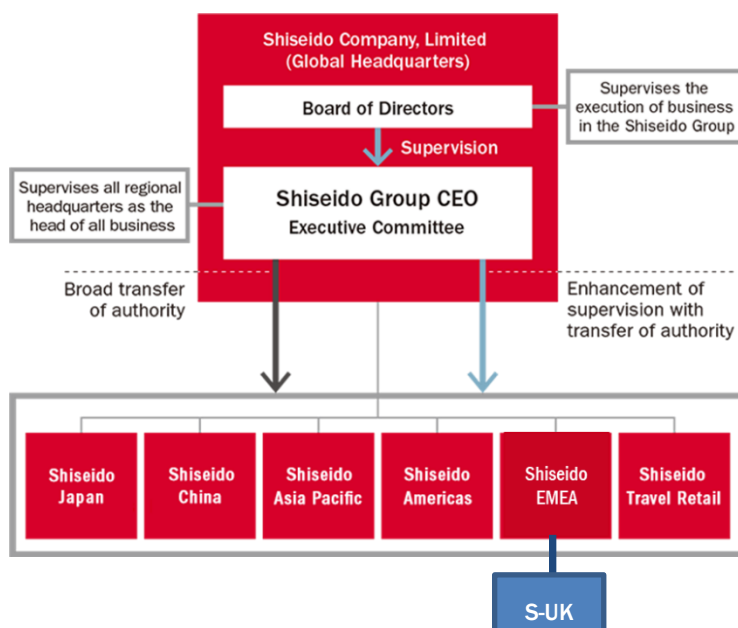 Shiseido Company, Limited
(Global Headquarters)
Board of Directors
Supervises the
execution of business
in the Shiseido Group
Supervision
Supervises all regional
headquarters as the
head of all business
Shiseido Group CEO
Executive Committee
Broad transfer
of authority
Enhancement of
supervision with
transfer of authority
Shiseido
Japan
Shiseido
China
Shiseido
Asia Pacific
Shiseido
Americas
Shiseido
EMEA
Shiseido
Travel Retail
S-UK